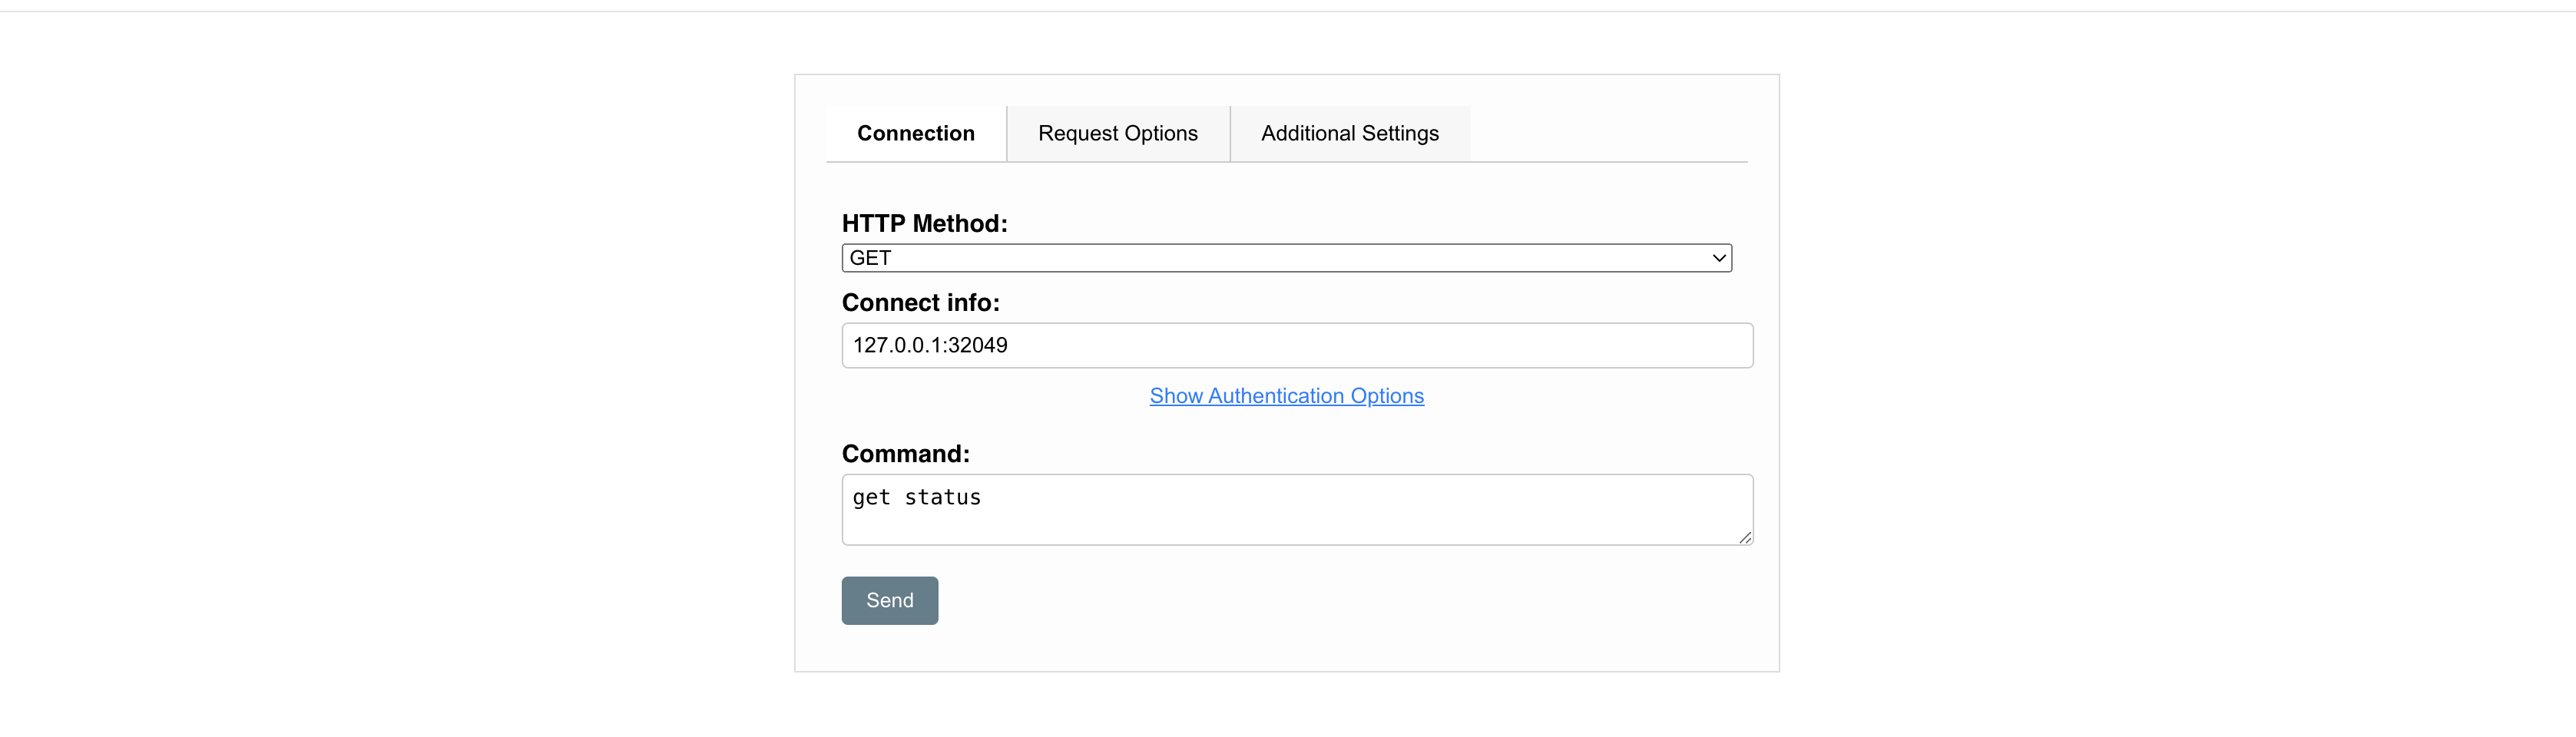 Connection Request Options Additional Settings
HTTP Method:
GET
Connect info:
127.0.0.1:32049
Show Authentication Options
Command:
get status
Send